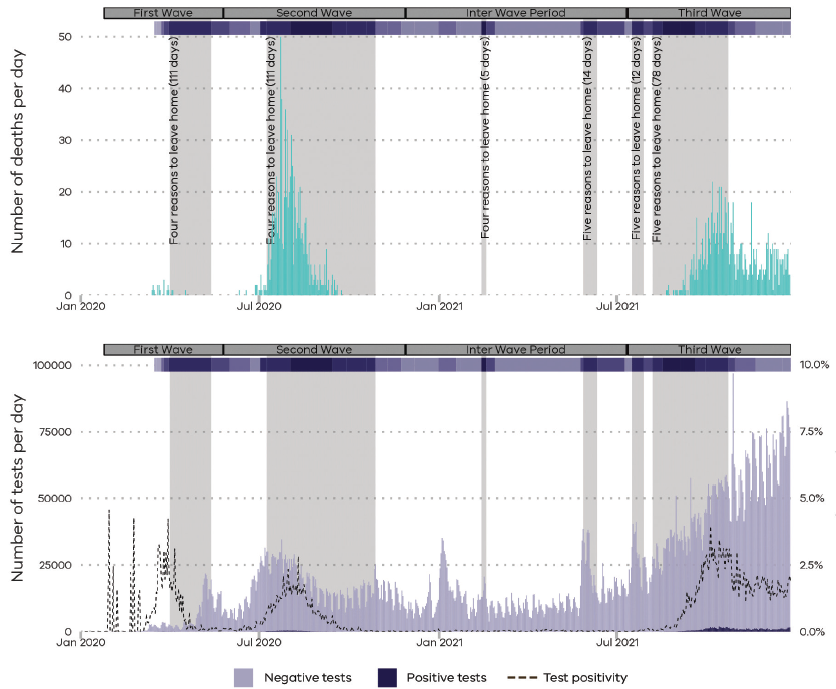 First Wave Second Wave Inter Wave Period Third Wave
Number of deaths per day
50
40
30
20
10
0
Four reasons to leave home (111 days)
Four reasons to leave home (111 days)
Four reasons to leave home (5 days)
Five reasons to leave home (14 days)
Five reasons to leave home (12 days)
Five reasons to leave home (78 days)
Jan 2020 Jul 2020 Jan 2021 Jul 2021
First Wave Second Wave Inter Wave Period Third Wave
Number of tests per day
100000 10.0%
75000 7.5%
50000 5.0%
25000 2.5%
0 0.0%
Jan 2020 Jul 2020 Jan 2021 Jul 2021
Negative tests Positive tests Test positivity